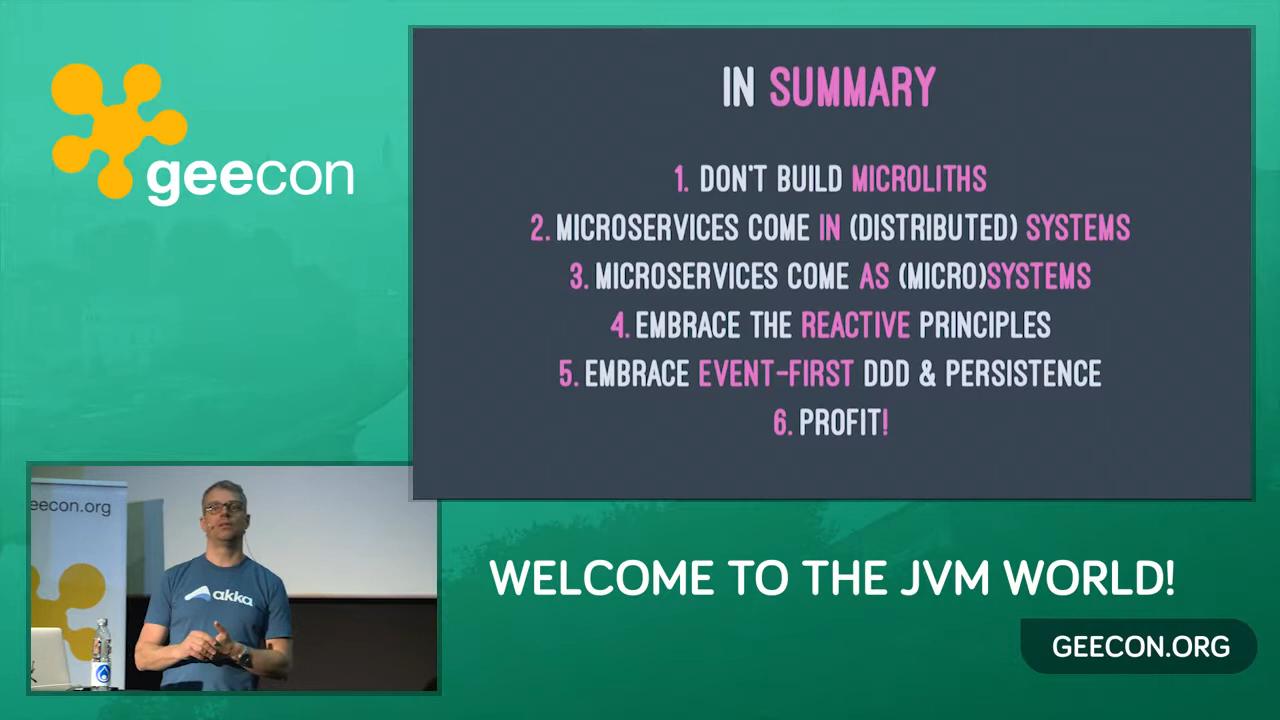 geecon
IN SUMMARY
1. DON'T BUILD MICROLITHS
2. MICROSERVICES COME IN (DISTRIBUTED) SYSTEMS
3. MICROSERVICES COME AS (MICRO)SYSTEMS
4. EMBRACE THE REACTIVE PRINCIPLES
5. EMBRACE EVENT-FIRST DDD & PERSISTENCE
6. PROFIT!
eecon.org
akka
WELCOME TO THE JVM WORLD!
GEECON.ORG